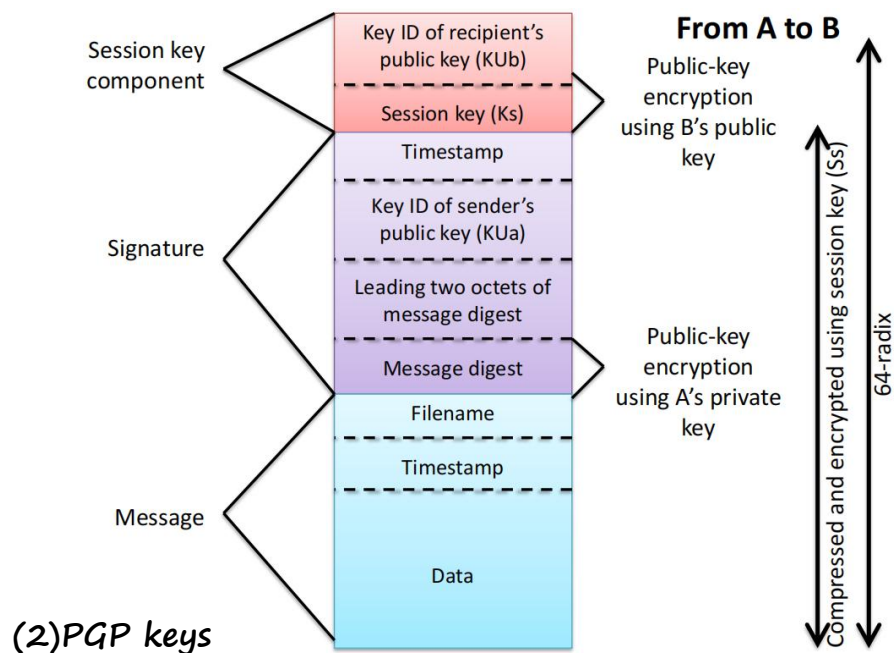 From A to B
Session key
component
Key ID of recipient's
public key (KUb)
Session key (Ks)
Public-key
encryption
using B's public
key
Signature
Timestamp
Key ID of sender's
public key (KUa)
Leading two octets of
message digest
Message digest
Public-key
encryption
using A's private
key
Message
Filename
Timestamp
Data
Compressed and encrypted using session key (Ss)
64-radix
(2)PGP keys